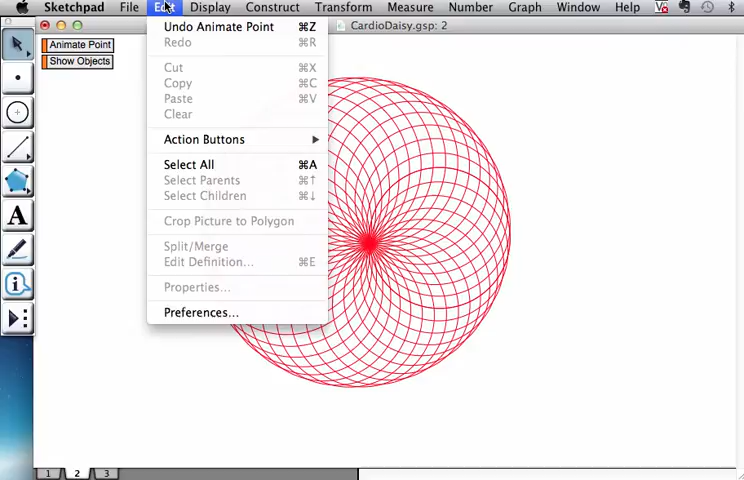 Sketchpad File Edit Display Construct Transform Measure Number Graph Window Help
CardioDaisy.gsp: 2
Animate Point
Show Objects
Undo Animate Point ⌘Z
Redo ⌘R
Cut ⌘X
Copy ⌘C
Paste ⌘V
Clear
Action Buttons
Select All ⌘A
Select Parents ⌘↑
Select Children ⌘↓
Crop Picture to Polygon
Split/Merge
Edit Definition... ⌘E
Properties...
Preferences...
A
1 2 3